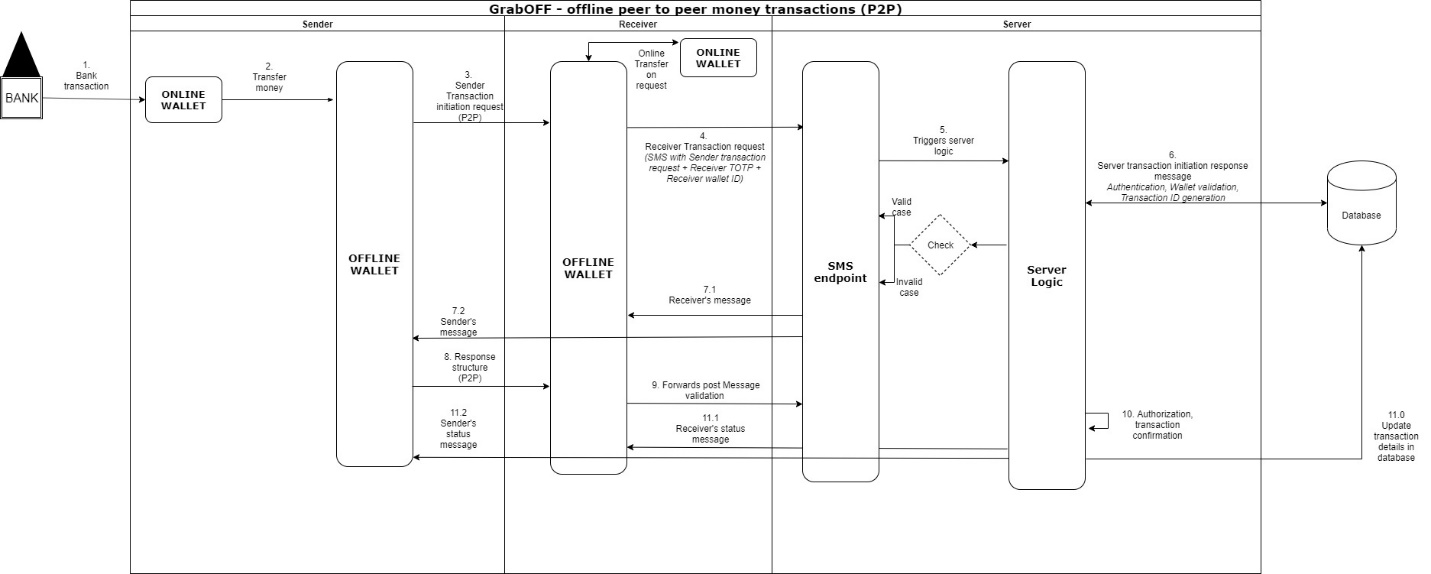 GrabOFF - offline peer to peer money transactions (P2P)
Sender
Receiver
Server
BANK
1.
Bank
transaction
ONLINE
WALLET
2.
Transfer
money
OFFLINE
WALLET
3.
Sender
Transaction
initiation request
(P2P)
OFFLINE
WALLET
Online
Transfer
on
request
ONLINE
WALLET
4.
Receiver Transaction request
(SMS with Sender transaction
request + Receiver TOTP +
Receiver wallet ID)
SMS
endpoint
5.
Triggers server
logic
Server
Logic
6.
Server transaction initiation response
message
Authentication, Wallet validation,
Transaction ID generation
Database
Valid
case
Check
Invalid
case
7.1
Receiver's message
7.2
Sender's
message
8. Response
structure
(P2P)
9. Forwards post Message
validation
10. Authorization,
transaction
confirmation
11.0
Update
transaction
details in
database
11.1
Receiver's status
message
11.2
Sender's
status
message